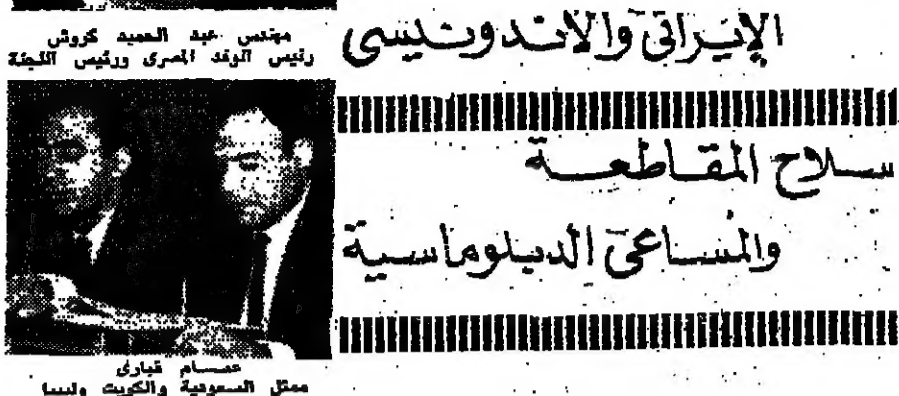 مهندس عبد الحميد كروش
رئيس الوفد المصرى ورئيس اللجنة
الإيرانى والاندونيسى
سلاح المقاطعة
والمساعى الدبلوماسية
عصام قبارى
ممثل السعودية والكويت وليبيا